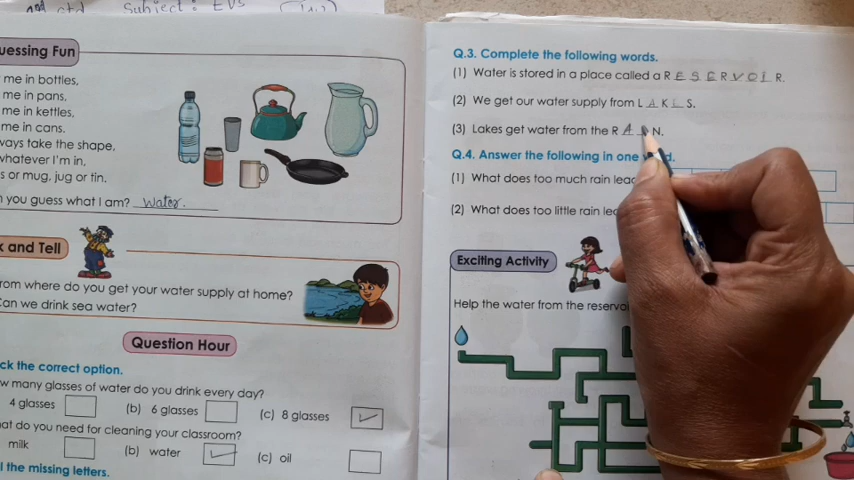 Subject: EVS
uessing Fun
me in bottles,
me in pans,
me in kettles,
me in cans.
ways take the shape,
whatever I'm in,
s or mug, jug or tin.
you guess what I am? Water.
k and Tell
rom where do you get your water supply at home?
Can we drink sea water?
Question Hour
ck the correct option.
w many glasses of water do you drink every day?
4 glasses (b) 6 glasses (c) 8 glasses
at do you need for cleaning your classroom?
milk (b) water (c) oil
l the missing letters.
Q.3. Complete the following words.
(1) Water is stored in a place called a R E S E R V O I R.
(2) We get our water supply from L A K E S.
(3) Lakes get water from the R A N.
Q.4. Answer the following in one
(1) What does too much rain lea
(2) What does too little rain lea
Exciting Activity
Help the water from the reservoi